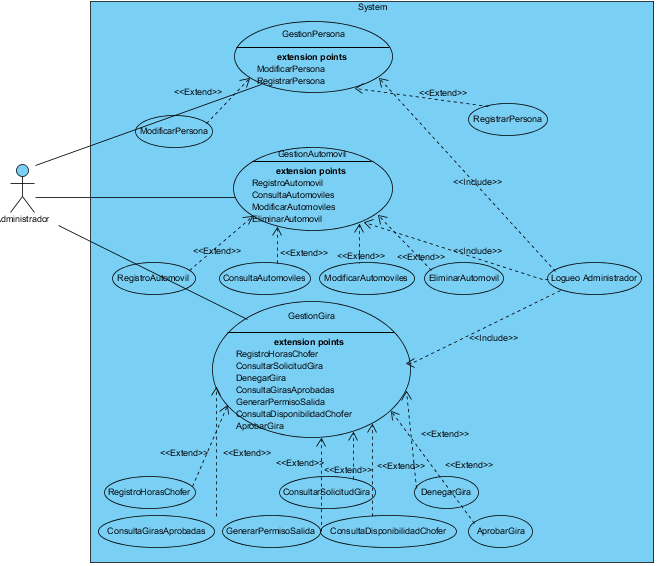 System
GestionPersona
extension points
ModificarPersona
RegistrarPersona
<<Extend>>
<<Extend>>
ModificarPersona
RegistrarPersona
GestionAutomovil
extension points
RegistroAutomovil
ConsultaAutomoviles
ModificarAutomoviles
EliminarAutomovil
<<Include>>
Administrador
<<Extend>>
<<Extend>>
<<Extend>>
<<Extend>>
<<Include>>
RegistroAutomovil
ConsultaAutomoviles
ModificarAutomoviles
EliminarAutomovil
Logueo Administrador
GestionGira
extension points
RegistroHorasChofer
ConsultarSolicitudGira
DenegarGira
ConsultaGirasAprobadas
GenerarPermisoSalida
ConsultaDisponibilidadChofer
AprobarGira
<<Include>>
<<Extend>>
<<Extend>>
<<Extend>>
<<Extend>>
<<Extend>>
<<Extend>>
<<Extend>>
RegistroHorasChofer
ConsultarSolicitudGira
DenegarGira
ConsultaGirasAprobadas
GenerarPermisoSalida
ConsultaDisponibilidadChofer
AprobarGira